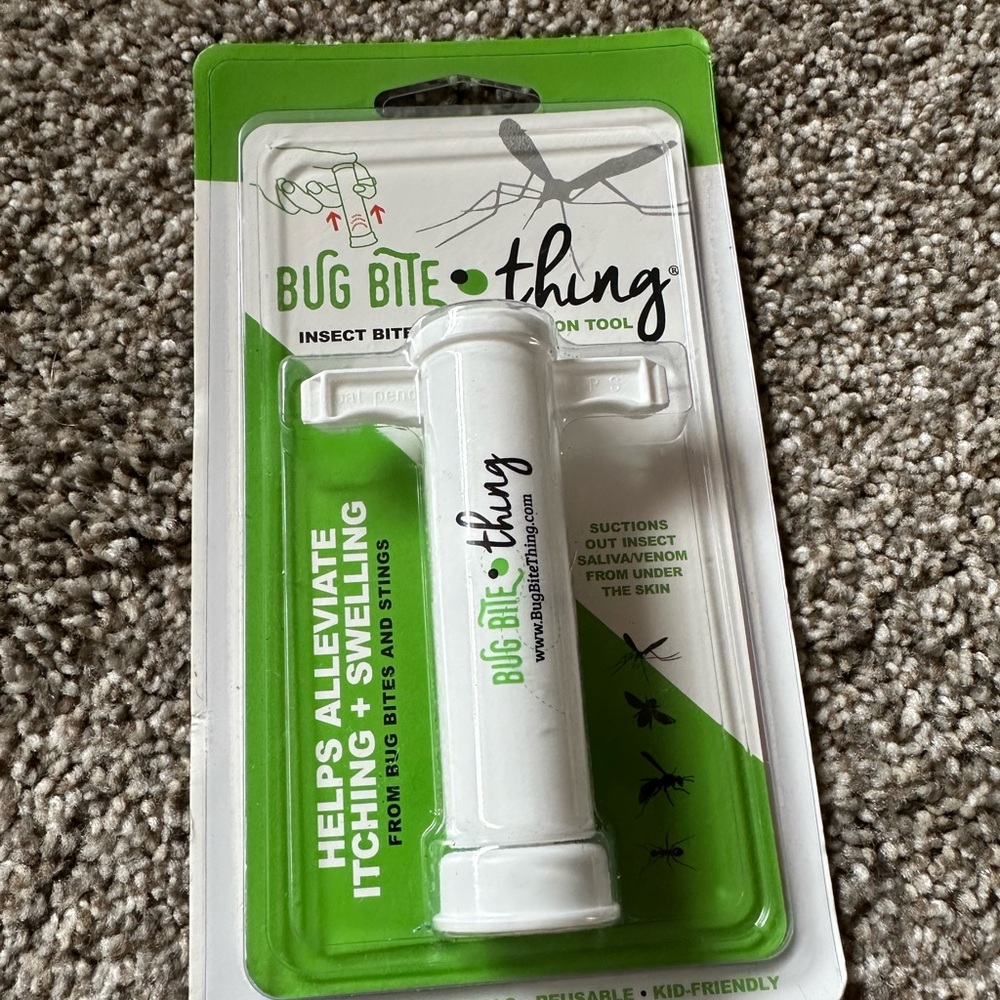 BUG BITE thing®
INSECT BITE ON TOOL
pat pend
P S
BUG BITE thing
www.BugBiteThing.com
HELPS ALLEVIATE
ITCHING + SWELLING
FROM BUG BITES AND STINGS
SUCTIONS
OUT INSECT
SALIVA/VENOM
FROM UNDER
THE SKIN
REUSABLE • KID-FRIENDLY